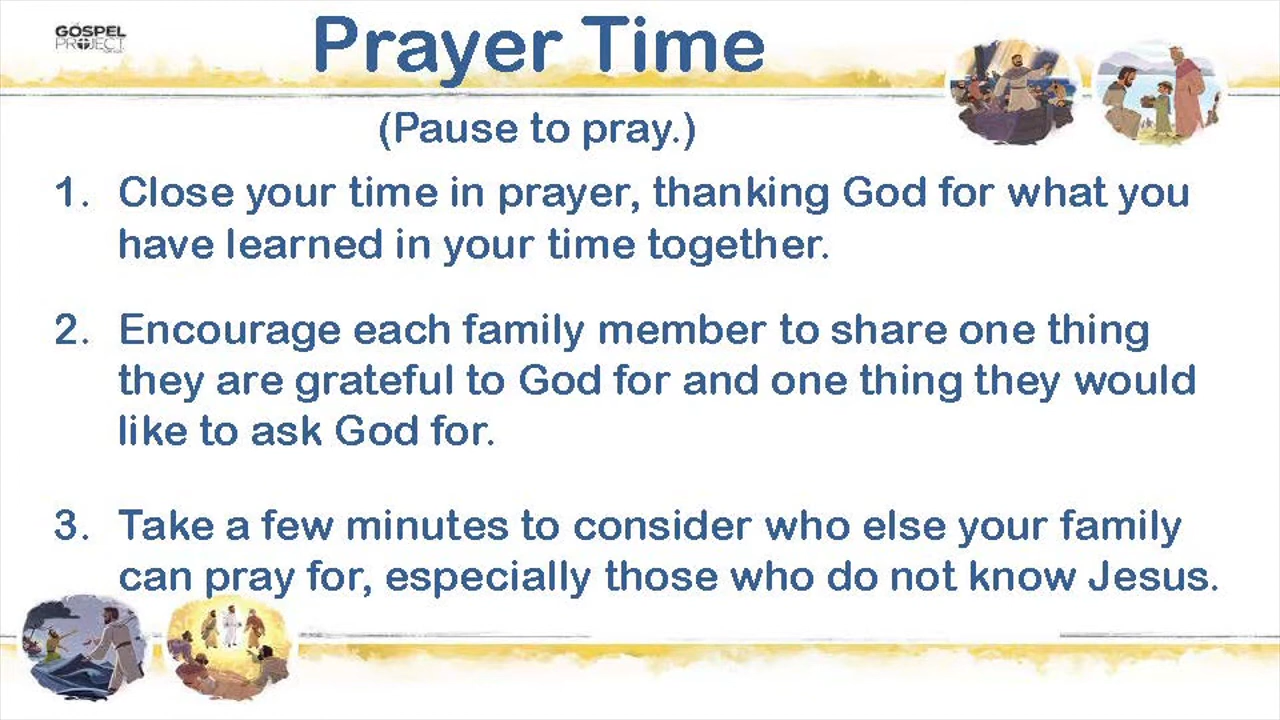 THE
GOSPEL
PROJECT
Prayer Time
(Pause to pray.)
1. Close your time in prayer, thanking God for what you
have learned in your time together.
2. Encourage each family member to share one thing
they are grateful to God for and one thing they would
like to ask God for.
3. Take a few minutes to consider who else your family
can pray for, especially those who do not know Jesus.